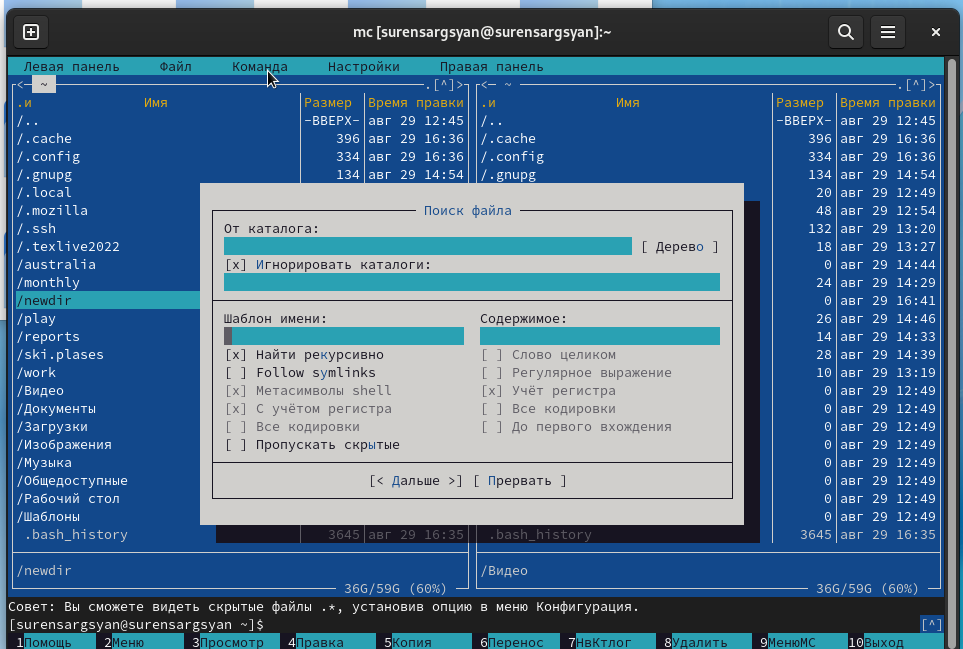 mc [surensargsyan@surensargsyan]:~
Левая панель Файл Команда Настройки Правая панель
<─ ~ .[^]> <─ ~ .[^]>
.и Имя Размер Время правки .и Имя Размер Время правки
/.. -ВВЕРХ- авг 29 12:45 /.. -ВВЕРХ- авг 29 12:45
/.cache 396 авг 29 16:36 /.cache 396 авг 29 16:36
/.config 334 авг 29 16:36 /.config 334 авг 29 16:36
/.gnupg 134 авг 29 14:54 /.gnupg 134 авг 29 14:54
/.local 20 авг 29 12:49
/.mozilla Поиск файла 48 авг 29 12:54
/.ssh От каталога: 132 авг 29 13:20
/.texlive2022 [ Дерево ] 18 авг 29 13:27
/australia [x] Игнорировать каталоги: 0 авг 29 14:44
/monthly 24 авг 29 14:29
/newdir 0 авг 29 16:41
/play Шаблон имени: Содержимое: 26 авг 29 14:46
/reports 14 авг 29 14:33
/ski.plases [x] Найти рекурсивно [ ] Слово целиком 28 авг 29 14:39
/work [ ] Follow symlinks [ ] Регулярное выражение 10 авг 29 13:19
/Видео [x] Метасимволы shell [x] Учёт регистра 0 авг 29 12:49
/Документы [x] С учётом регистра [ ] Все кодировки 0 авг 29 12:49
/Загрузки [ ] Все кодировки [ ] До первого вхождения 0 авг 29 12:49
/Изображения [ ] Пропускать скрытые 0 авг 29 12:49
/Музыка 0 авг 29 12:49
/Общедоступные [< Дальше >] [ Прервать ] 0 авг 29 12:49
/Рабочий стол 0 авг 29 12:49
/Шаблоны 0 авг 29 12:49
.bash_history 3645 авг 29 16:35 .bash_history 3645 авг 29 16:35
/newdir /Видео
36G/59G (60%) 36G/59G (60%)
Совет: Вы сможете видеть скрытые файлы .*, установив опцию в меню Конфигурация.
[surensargsyan@surensargsyan ~]$ [^]
1Помощь 2Меню 3Просмотр 4Правка 5Копия 6Перенос 7НвКтлог 8Удалить 9МенюМС 10Выход